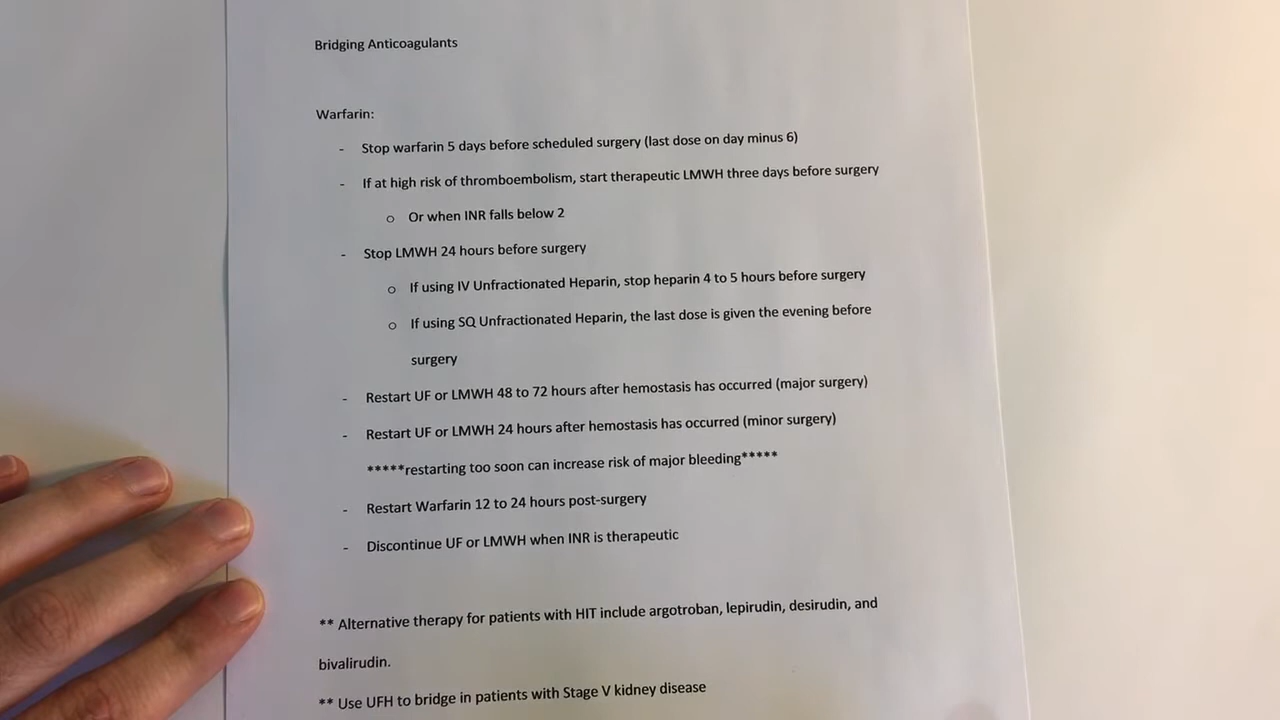 Bridging Anticoagulants
Warfarin:
- Stop warfarin 5 days before scheduled surgery (last dose on day minus 6)
- If at high risk of thromboembolism, start therapeutic LMWH three days before surgery
o Or when INR falls below 2
- Stop LMWH 24 hours before surgery
o If using IV Unfractionated Heparin, stop heparin 4 to 5 hours before surgery
o If using SQ Unfractionated Heparin, the last dose is given the evening before
surgery
- Restart UF or LMWH 48 to 72 hours after hemostasis has occurred (major surgery)
- Restart UF or LMWH 24 hours after hemostasis has occurred (minor surgery)
*****restarting too soon can increase risk of major bleeding*****
- Restart Warfarin 12 to 24 hours post-surgery
- Discontinue UF or LMWH when INR is therapeutic
** Alternative therapy for patients with HIT include argotroban, lepirudin, desirudin, and
bivalirudin.
** Use UFH to bridge in patients with Stage V kidney disease